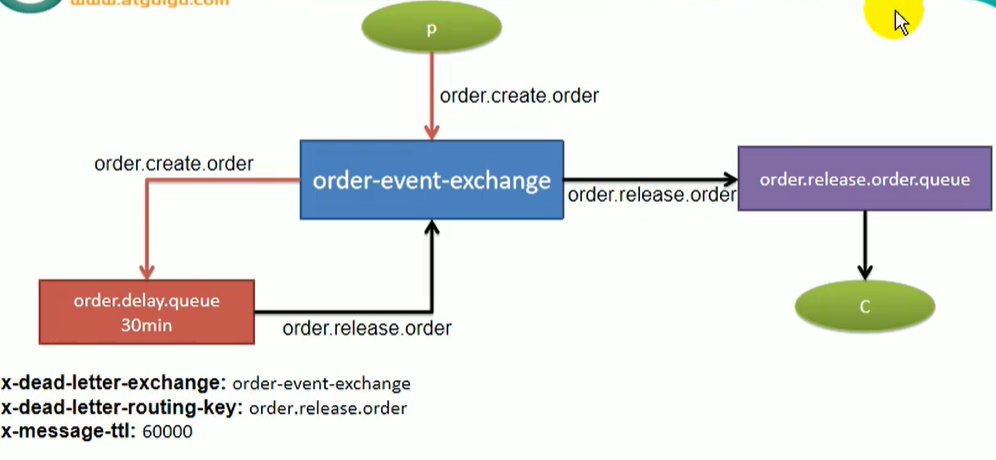 www.atguigu.com
p
order.create.order
order.create.order
order-event-exchange
order.release.order
order.release.order.queue
order.delay.queue
30min
order.release.order
C
x-dead-letter-exchange: order-event-exchange
x-dead-letter-routing-key: order.release.order
x-message-ttl: 60000